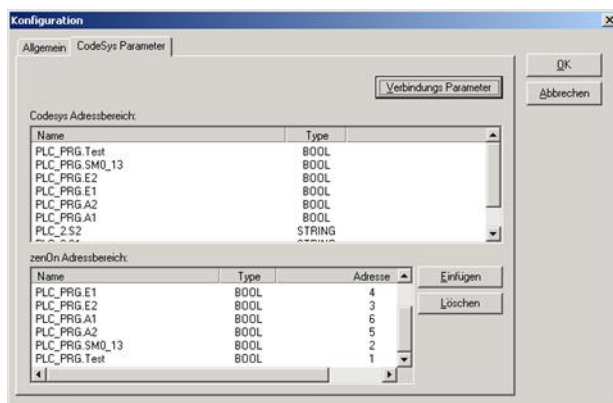 Konfiguration
Allgemein CodeSys Parameter
OK
Verbindungs Parameter
Abbrechen
Codesys Adressbereich:
Name Type
PLC_PRG.Test BOOL
PLC_PRG.SM0_13 BOOL
PLC_PRG.E2 BOOL
PLC_PRG.E1 BOOL
PLC_PRG.A2 BOOL
PLC_PRG.A1 BOOL
PLC_2.S2 STRING
zenOn Adressbereich:
Name Type Adresse
Einfügen
PLC_PRG.E1 BOOL 4
PLC_PRG.E2 BOOL 3
Löschen
PLC_PRG.A1 BOOL 6
PLC_PRG.A2 BOOL 5
PLC_PRG.SM0_13 BOOL 2
PLC_PRG.Test BOOL 1